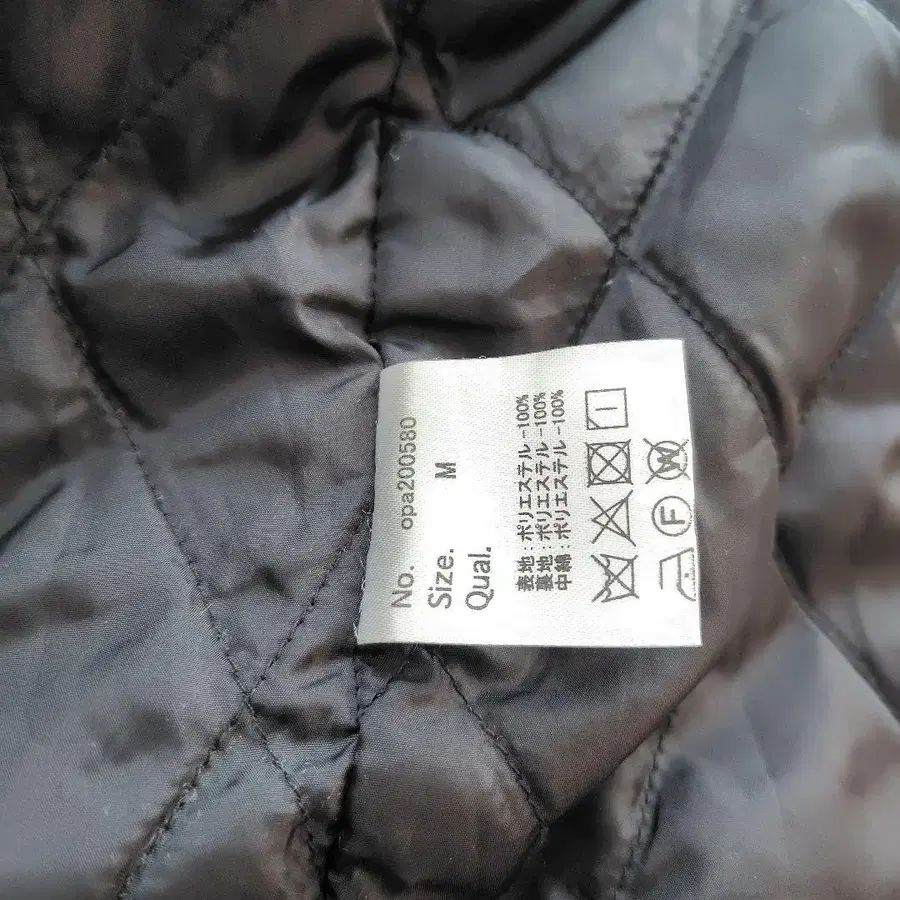 No. opa200580
Size. M
Qual.
表地：ポリエステル -100%
裏地：ポリエステル -100%
中綿：ポリエステル -100%
F W